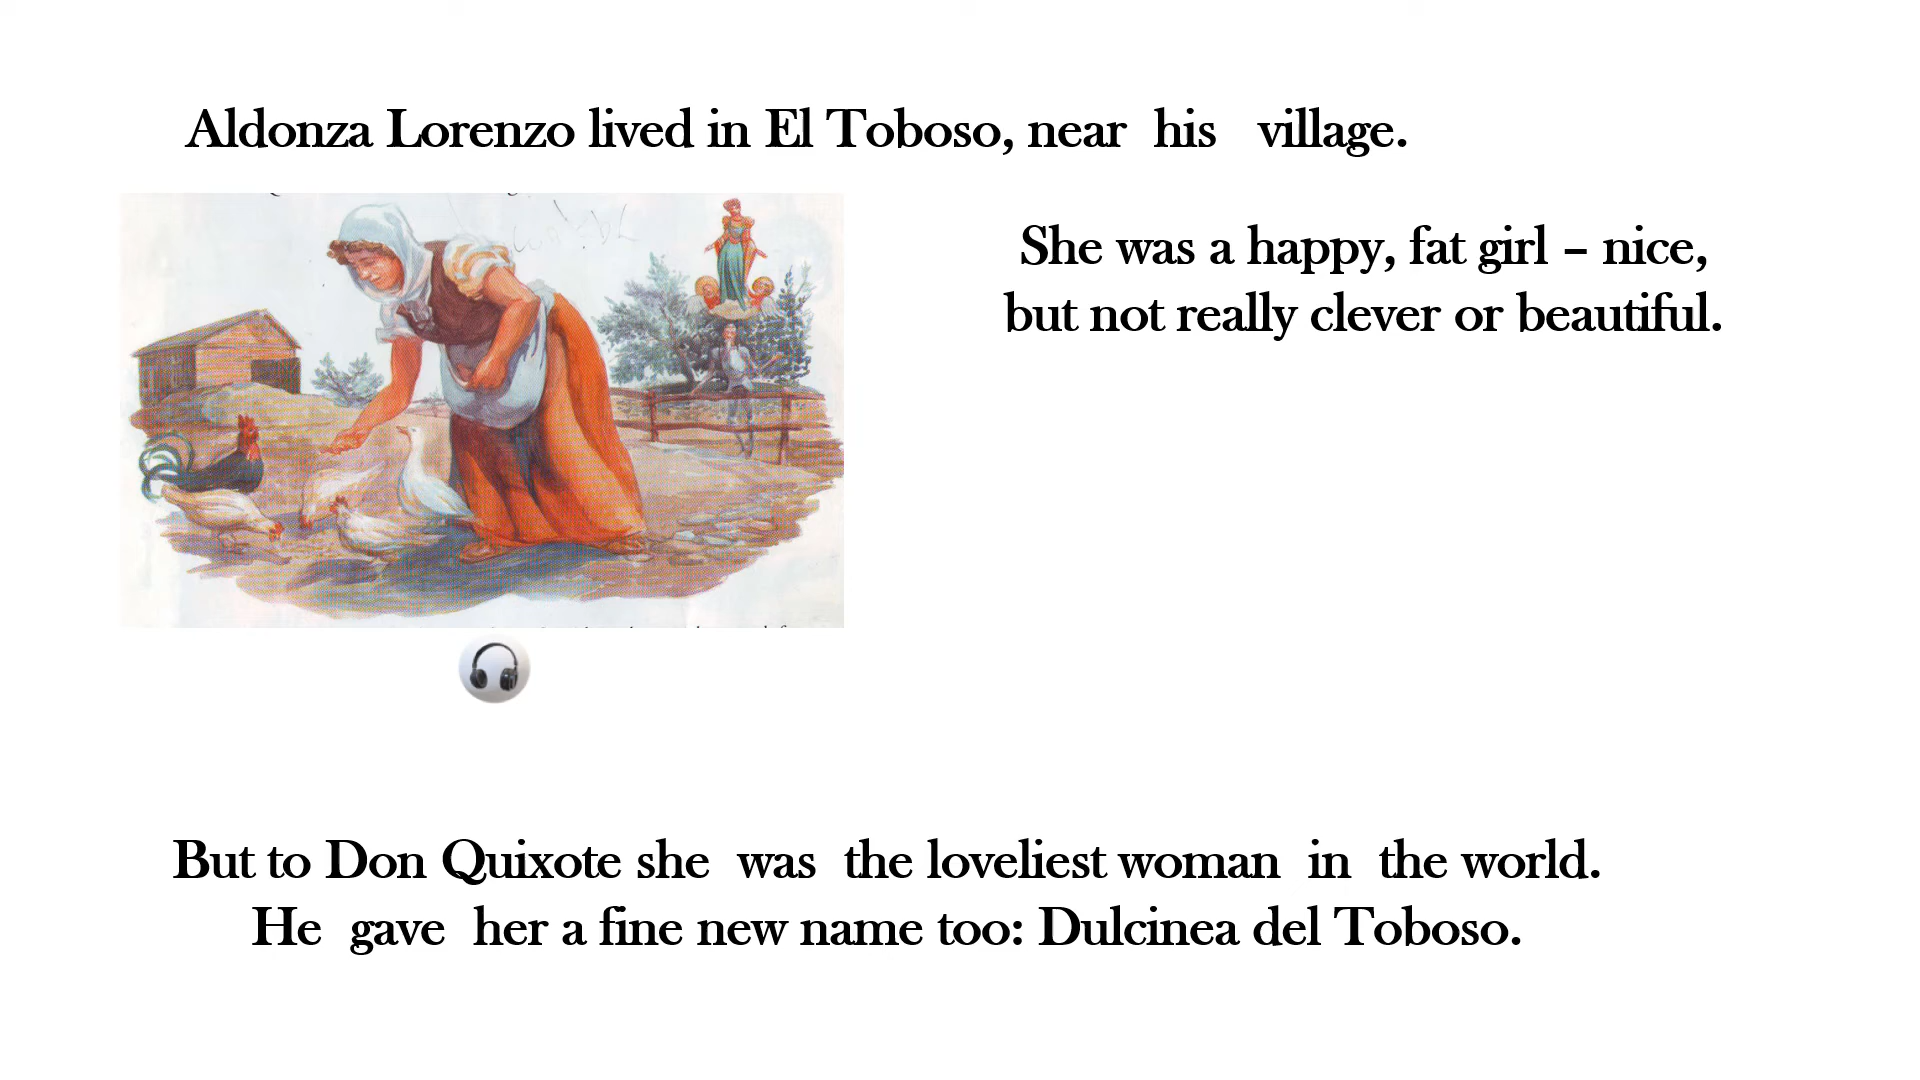 Aldonza Lorenzo lived in El Toboso, near his village.
She was a happy, fat girl – nice,
but not really clever or beautiful.
But to Don Quixote she was the loveliest woman in the world.
He gave her a fine new name too: Dulcinea del Toboso.